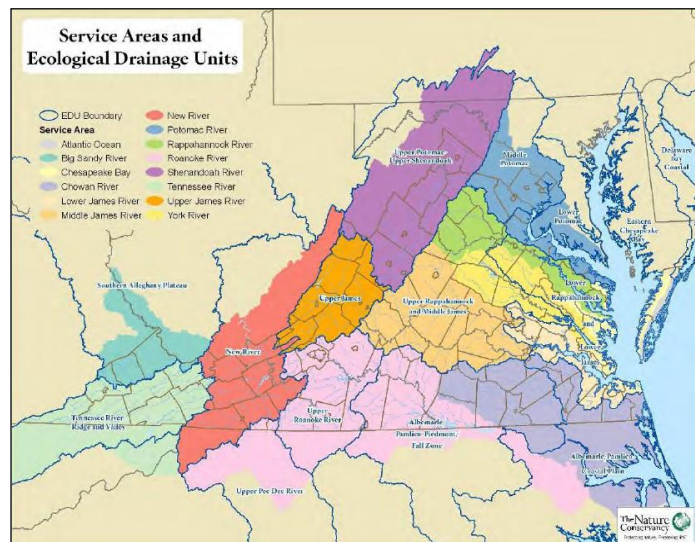 Service Areas and
Ecological Drainage Units
EDU Boundary
Service Area
Atlantic Ocean
Big Sandy River
Chesapeake Bay
Chowan River
Lower James River
Middle James River
New River
Potomac River
Rappahannock River
Roanoke River
Shenandoah River
Tennessee River
Upper James River
York River
Upper Potomac
Upper Shenandoah
Middle
Potomac
Delaware
Bay
Coastal
Lower
Potomac
Eastern
Chesapeake
Bay
Southern Alleghany Plateau
Upper James
Upper Rappahannock
and Middle James
Lower
Rappahannock
and
Lower
James
New River
Tennessee River
Ridge and Valley
Upper
Roanoke River
Albemarle
Pamlico-Piedmont,
Fall Zone
Albemarle Pamlico
Coastal Plain
Upper Pee Dee River
The Nature
Conservancy